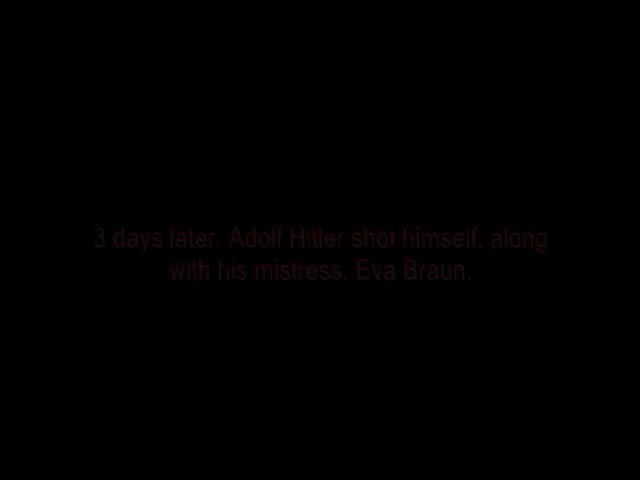 3 days later, Adolf Hitler shot himself, along
with his mistress, Eva Braun.